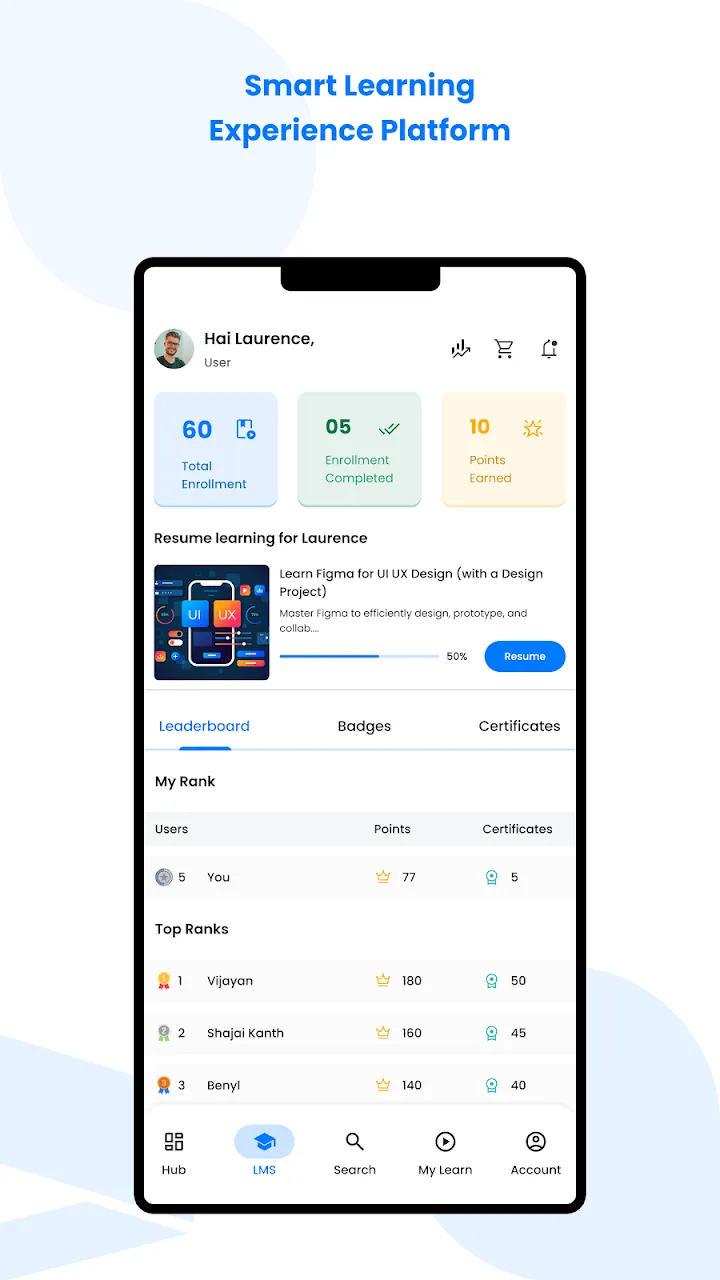 Smart Learning
Experience Platform
Hai Laurence,
User
60
Total
Enrollment
05
Enrollment
Completed
10
Points
Earned
Resume learning for Laurence
UI UX
Learn Figma for UI UX Design (with a Design
Project)
Master Figma to efficiently design, prototype, and
collab....
50%
Resume
Leaderboard Badges Certificates
My Rank
Users Points Certificates
5 You 77 5
Top Ranks
1 Vijayan 180 50
2 Shajai Kanth 160 45
3 Benyl 140 40
Hub LMS Search My Learn Account